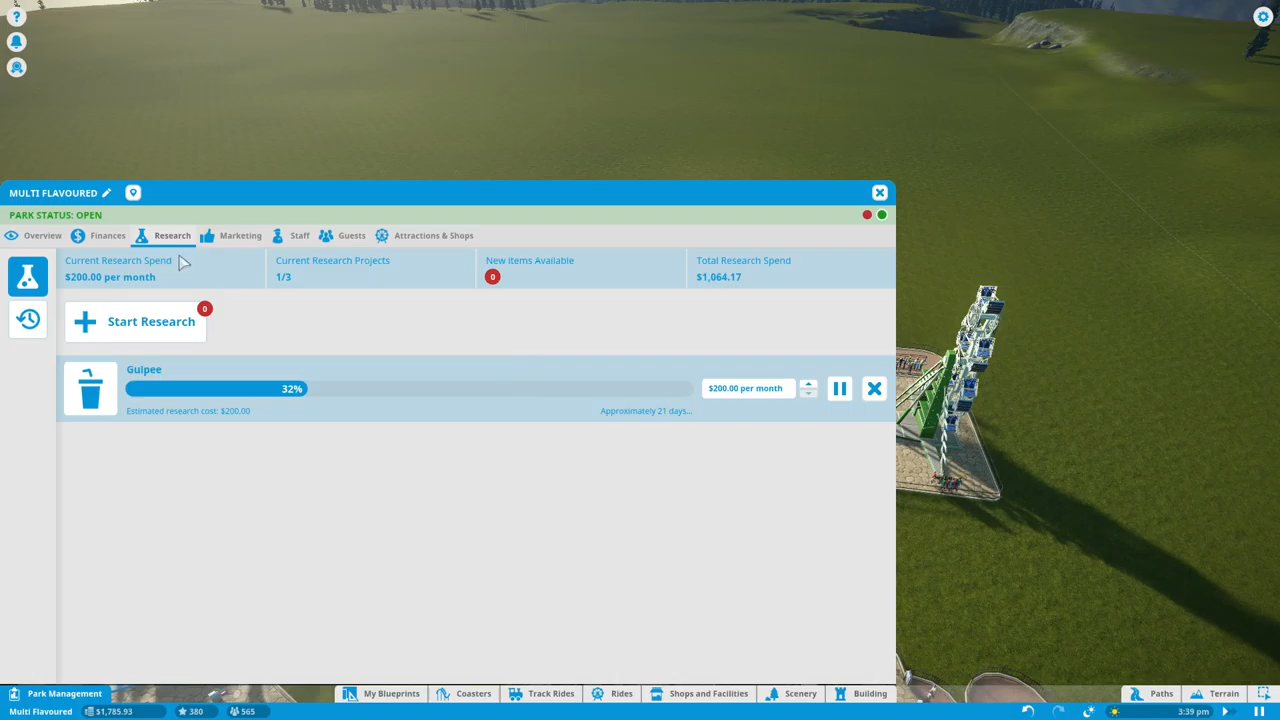 ?
MULTI FLAVOURED
PARK STATUS: OPEN
Overview Finances Research Marketing Staff Guests Attractions & Shops
Current Research Spend Current Research Projects New items Available Total Research Spend
$200.00 per month 1/3 0 $1,064.17
Start Research 0
Gulpee
32% $200.00 per month
Estimated research cost: $200.00 Approximately 21 days...
Park Management My Blueprints Coasters Track Rides Rides Shops and Facilities Scenery Building Paths Terrain
Multi Flavoured $1,785.93 380 565 3:39 pm